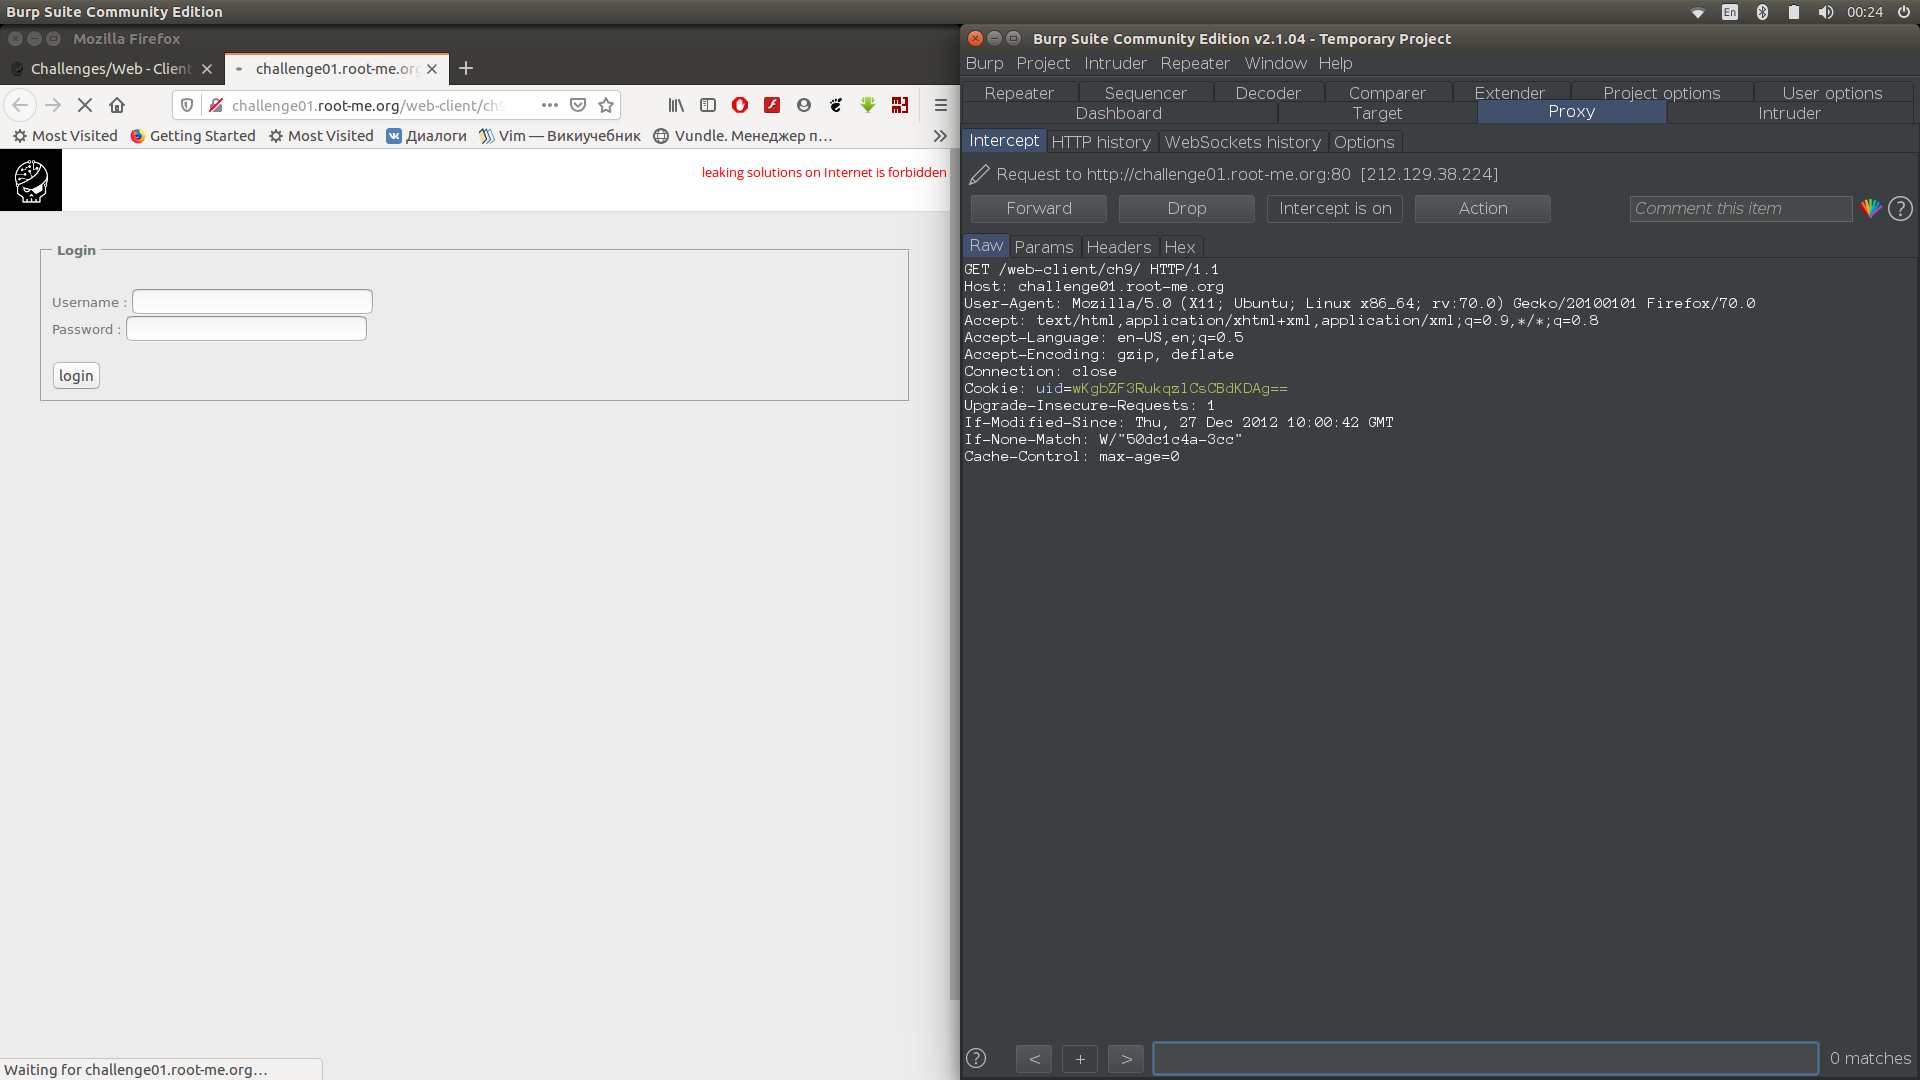 Burp Suite Community Edition
En
00:24
Mozilla Firefox
Challenges/Web - Client
challenge01.root-me.org
challenge01.root-me.org/web-client/ch9
Most Visited
Getting Started
Most Visited
Диалоги
Vim — Викиучебник
Vundle. Менеджер п…
leaking solutions on Internet is forbidden
Login
Username :
Password :
login
Waiting for challenge01.root-me.org…
Burp Suite Community Edition v2.1.04 - Temporary Project
Burp Project Intruder Repeater Window Help
Repeater Sequencer Decoder Comparer Extender Project options User options
Dashboard Target Proxy Intruder
Intercept HTTP history WebSockets history Options
Request to http://challenge01.root-me.org:80 [212.129.38.224]
Forward Drop Intercept is on Action Comment this item ?
Raw Params Headers Hex
GET /web-client/ch9/ HTTP/1.1
Host: challenge01.root-me.org
User-Agent: Mozilla/5.0 (X11; Ubuntu; Linux x86_64; rv:70.0) Gecko/20100101 Firefox/70.0
Accept: text/html,application/xhtml+xml,application/xml;q=0.9,*/*;q=0.8
Accept-Language: en-US,en;q=0.5
Accept-Encoding: gzip, deflate
Connection: close
Cookie: uid=wKgbZF3RukqzlCsCBdKDAg==
Upgrade-Insecure-Requests: 1
If-Modified-Since: Thu, 27 Dec 2012 10:00:42 GMT
If-None-Match: W/"50dc1c4a-3cc"
Cache-Control: max-age=0
? < + > 0 matches